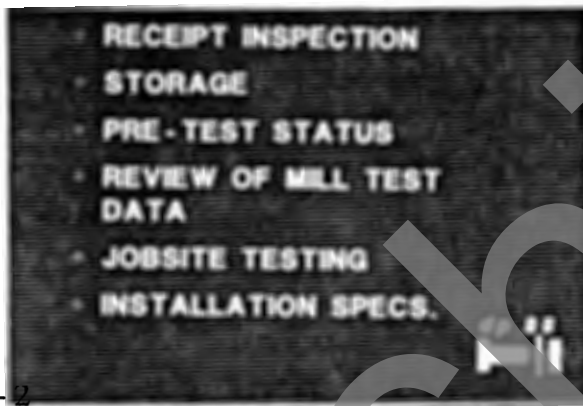 RECEIPT INSPECTION
STORAGE
PRE-TEST STATUS
REVIEW OF MILL TEST
DATA
JOBSITE TESTING
INSTALLATION SPECS.
2